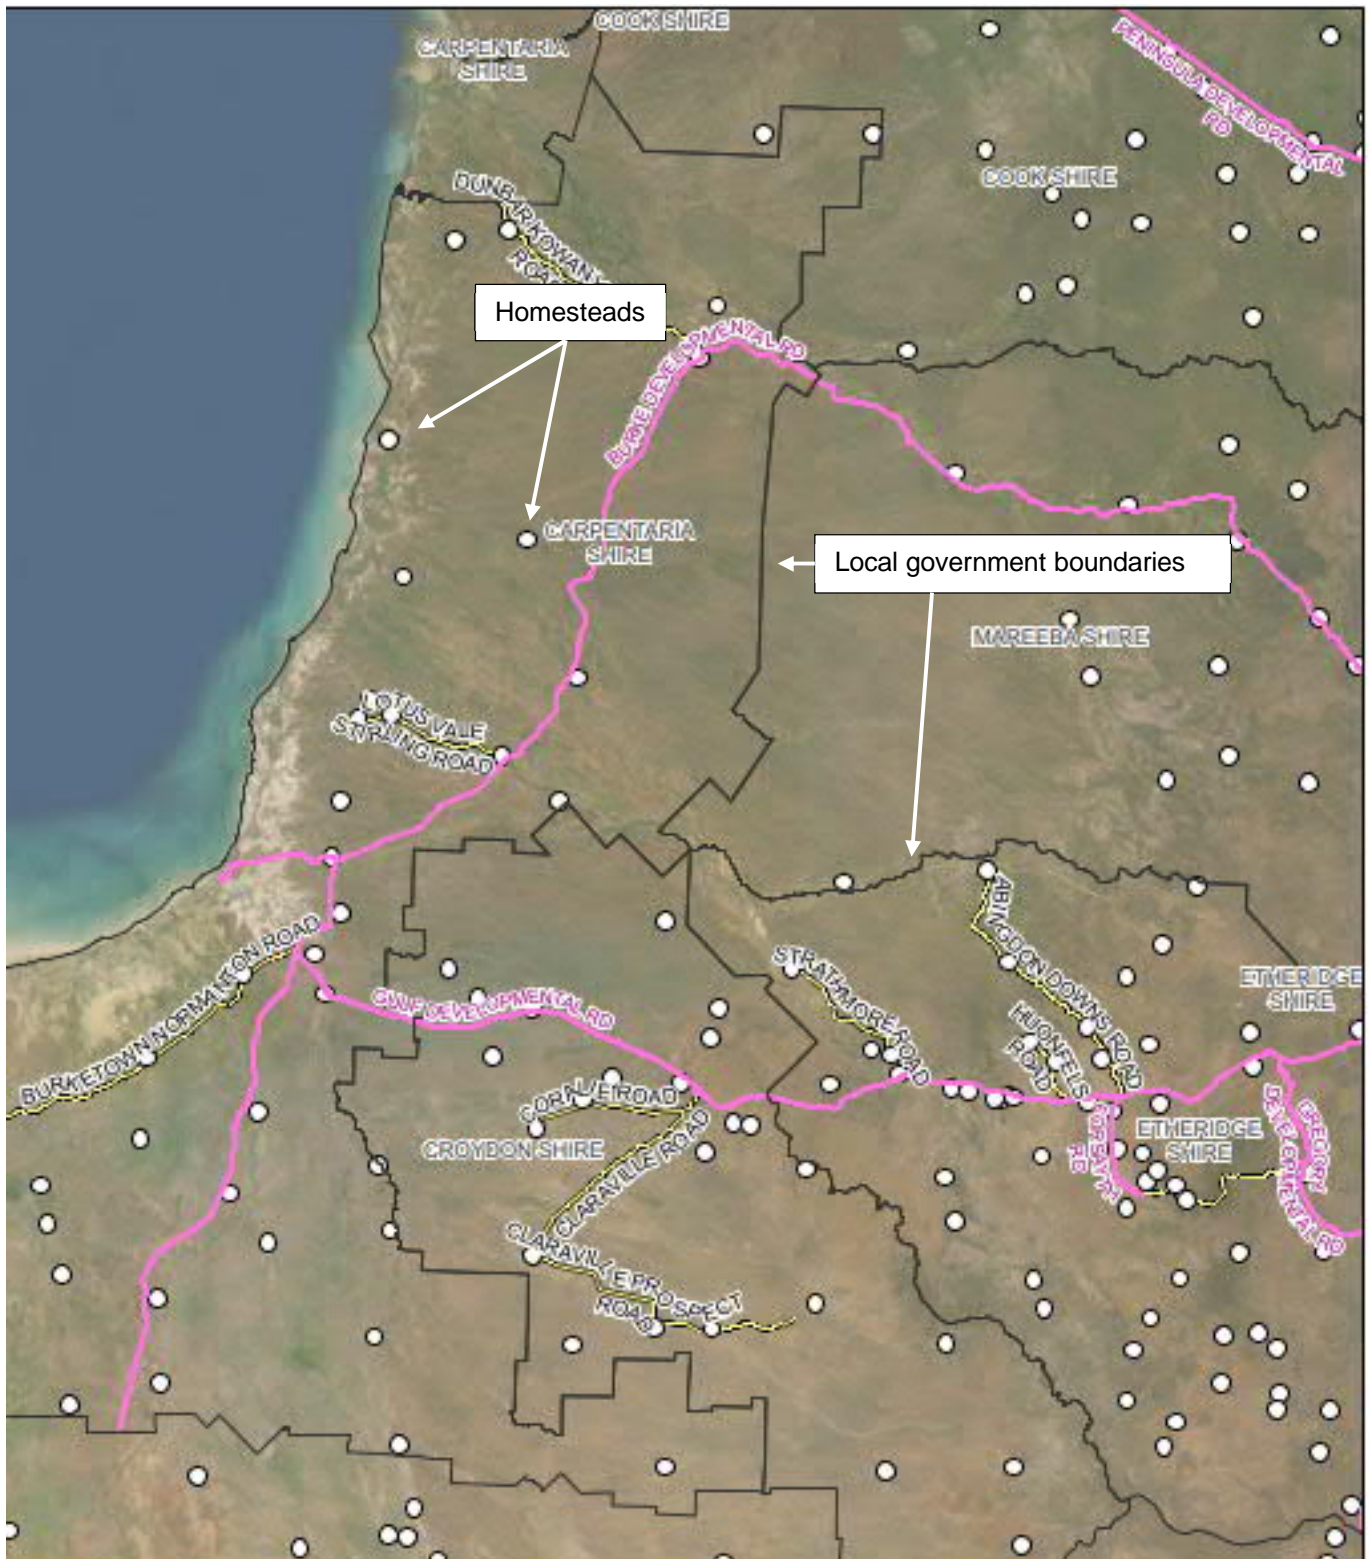 COOK SHIRE
CARPENTARIA
SHIRE
PENINSULA DEVELOPMENTAL
RD
COOK SHIRE
DUNBAR KOWAN
ROAD
Homesteads
BURKE DEVELOPMENTAL RD
CARPENTARIA
SHIRE
Local government boundaries
MAREEBA SHIRE
LOTUS VALE
STIRLING ROAD
ABINGDON DOWNS ROAD
BURKETOWN NORMANTON ROAD
STRATHMORE ROAD
ETHERIDGE
SHIRE
GULF DEVELOPMENTAL RD
HUONFELS
ROAD
CORALIE ROAD
FORSAYTH
RD
ETHERIDGE
SHIRE
GREGORY
DEVELOPMENTAL RD
CROYDON SHIRE
CLARAVILLE ROAD
CLARAVILLE PROSPECT
ROAD